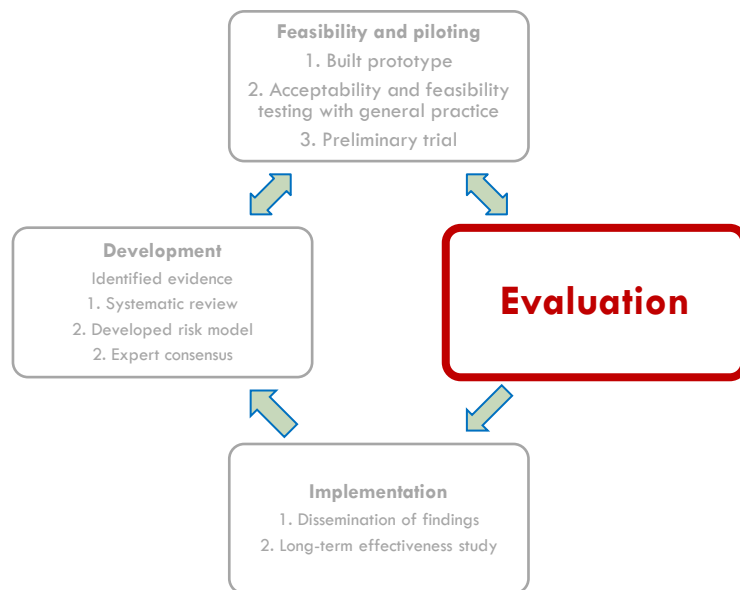 Feasibility and piloting
1. Built prototype
2. Acceptability and feasibility
testing with general practice
3. Preliminary trial
Development
Identified evidence
1. Systematic review
2. Developed risk model
2. Expert consensus
Evaluation
Implementation
1. Dissemination of findings
2. Long-term effectiveness study